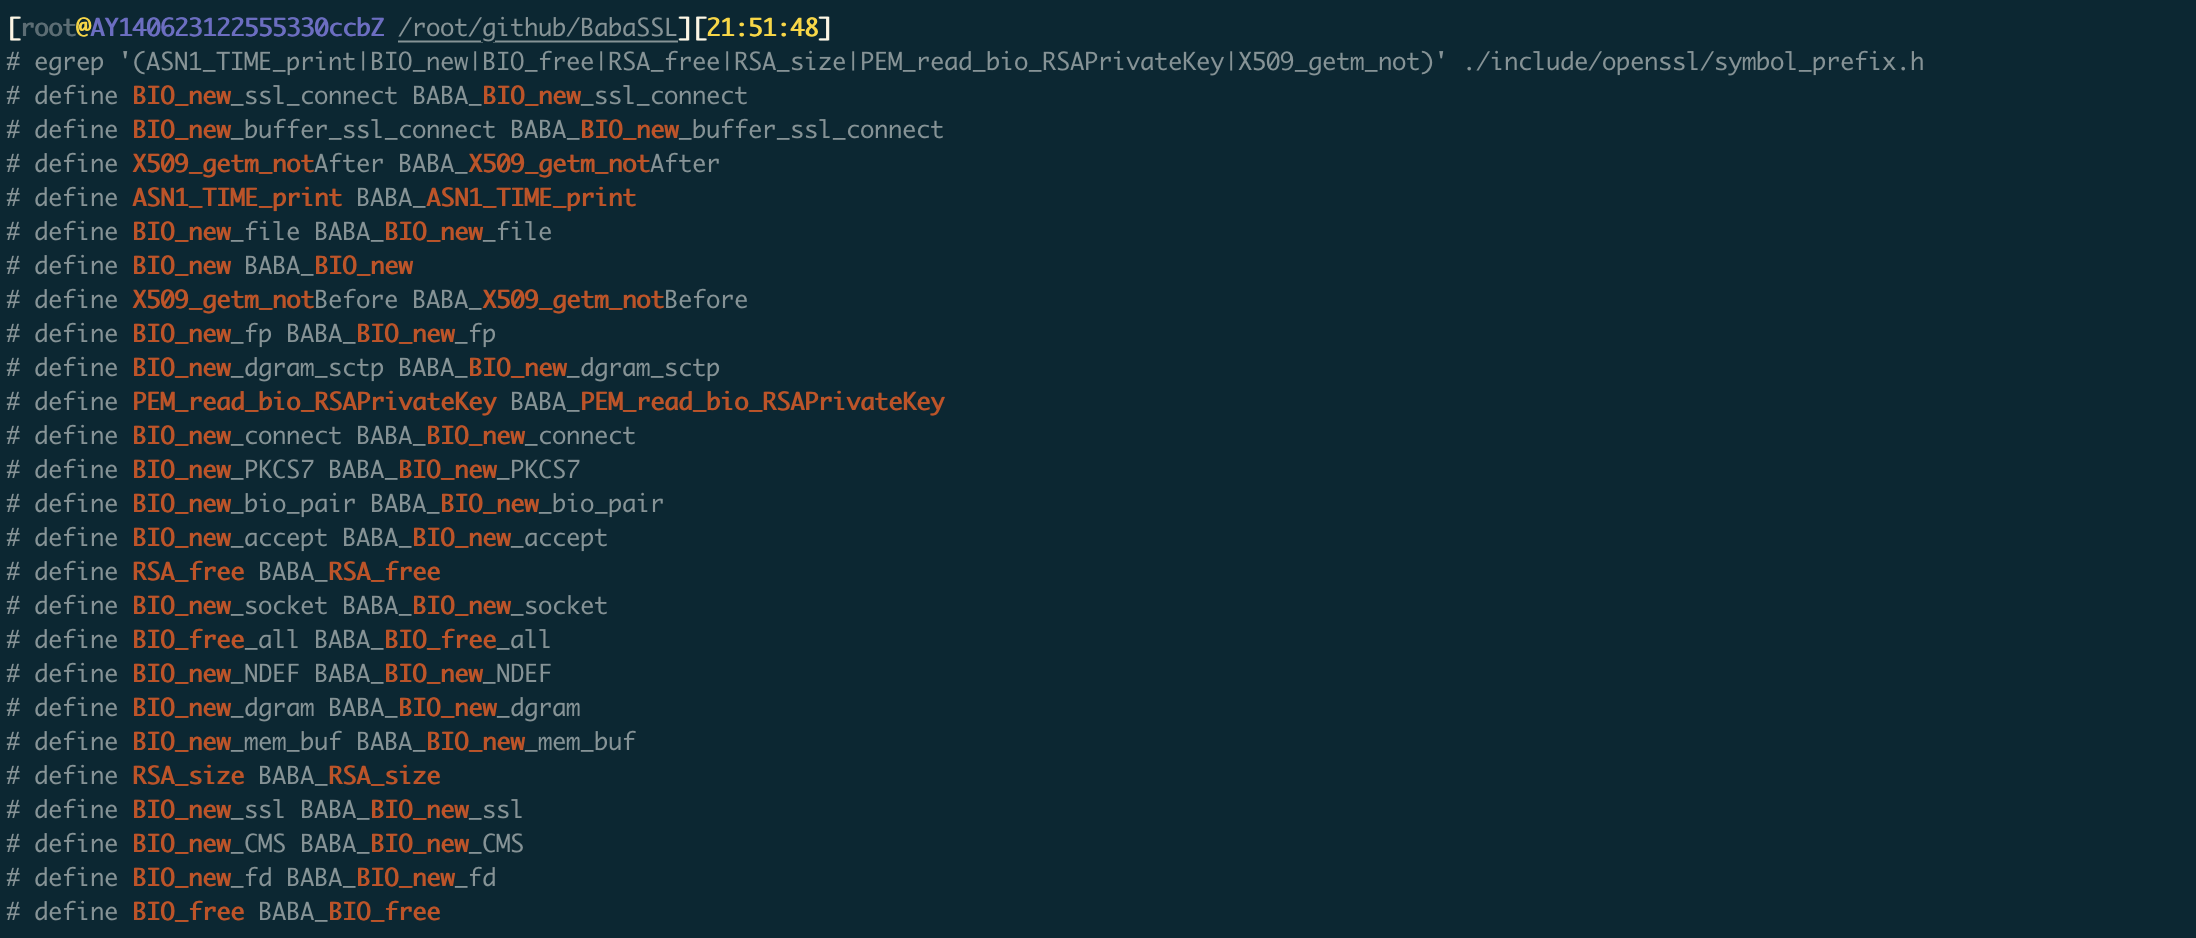 [root@AY140623122555330ccbZ /root/github/BabaSSL][21:51:48]
# egrep '(ASN1_TIME_print|BIO_new|BIO_free|RSA_free|RSA_size|PEM_read_bio_RSAPrivateKey|X509_getm_not)' ./include/openssl/symbol_prefix.h
# define BIO_new_ssl_connect BABA_BIO_new_ssl_connect
# define BIO_new_buffer_ssl_connect BABA_BIO_new_buffer_ssl_connect
# define X509_getm_notAfter BABA_X509_getm_notAfter
# define ASN1_TIME_print BABA_ASN1_TIME_print
# define BIO_new_file BABA_BIO_new_file
# define BIO_new BABA_BIO_new
# define X509_getm_notBefore BABA_X509_getm_notBefore
# define BIO_new_fp BABA_BIO_new_fp
# define BIO_new_dgram_sctp BABA_BIO_new_dgram_sctp
# define PEM_read_bio_RSAPrivateKey BABA_PEM_read_bio_RSAPrivateKey
# define BIO_new_connect BABA_BIO_new_connect
# define BIO_new_PKCS7 BABA_BIO_new_PKCS7
# define BIO_new_bio_pair BABA_BIO_new_bio_pair
# define BIO_new_accept BABA_BIO_new_accept
# define RSA_free BABA_RSA_free
# define BIO_new_socket BABA_BIO_new_socket
# define BIO_free_all BABA_BIO_free_all
# define BIO_new_NDEF BABA_BIO_new_NDEF
# define BIO_new_dgram BABA_BIO_new_dgram
# define BIO_new_mem_buf BABA_BIO_new_mem_buf
# define RSA_size BABA_RSA_size
# define BIO_new_ssl BABA_BIO_new_ssl
# define BIO_new_CMS BABA_BIO_new_CMS
# define BIO_new_fd BABA_BIO_new_fd
# define BIO_free BABA_BIO_free